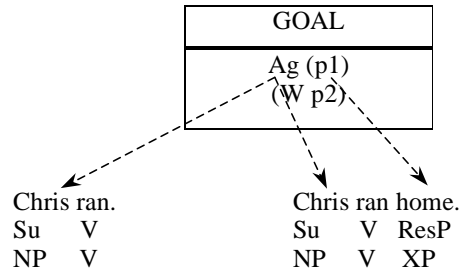 GOAL
Ag (p1)
(W p2)
Chris ran. Chris ran home.
Su V Su V ResP
NP V NP V XP